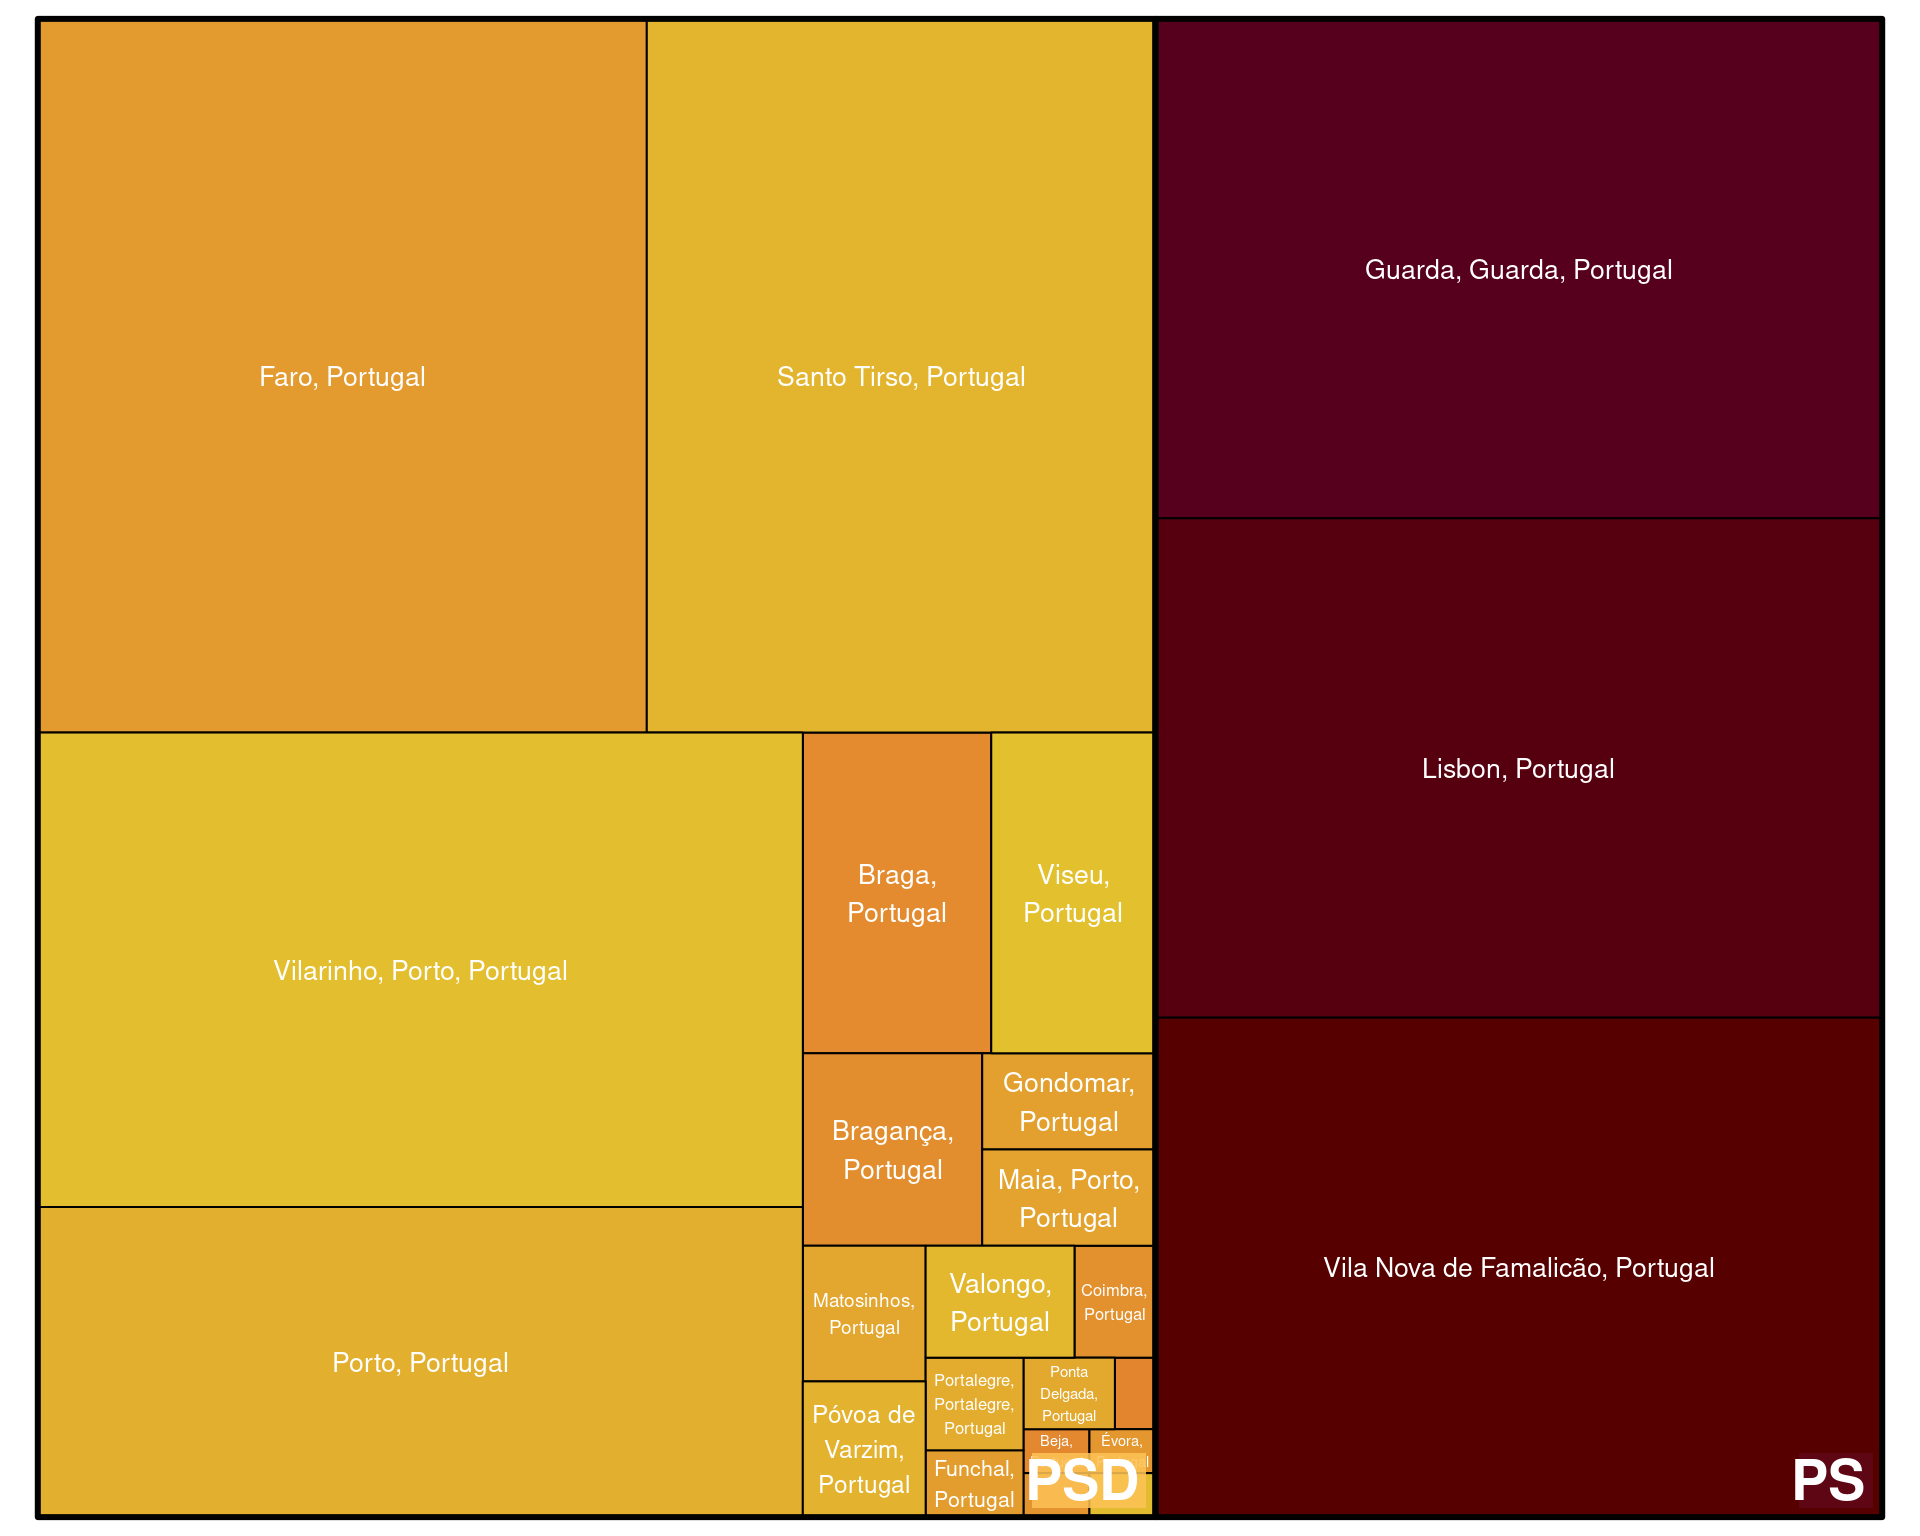 Faro, Portugal
Santo Tirso, Portugal
Guarda, Guarda, Portugal
Lisbon, Portugal
Vilarinho, Porto, Portugal
Braga,
Portugal
Viseu,
Portugal
Bragança,
Portugal
Gondomar,
Portugal
Maia, Porto,
Portugal
Vila Nova de Famalicão, Portugal
Porto, Portugal
Matosinhos,
Portugal
Valongo,
Portugal
Coimbra,
Portugal
Póvoa de
Varzim,
Portugal
Portalegre,
Portalegre,
Portugal
Ponta
Delgada,
Portugal
Funchal,
Portugal
Beja,
Évora,
PSD
PS